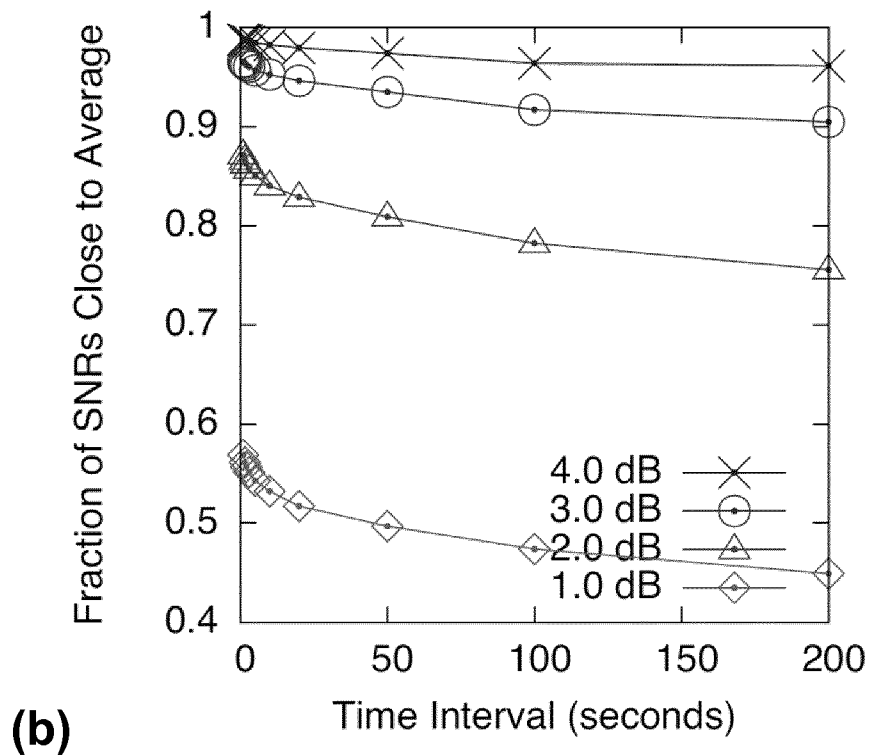 Fraction of SNRs Close to Average
1
0.9
0.8
0.7
0.6
0.5
0.4
4.0 dB
3.0 dB
2.0 dB
1.0 dB
0 50 100 150 200
Time Interval (seconds)
(b)